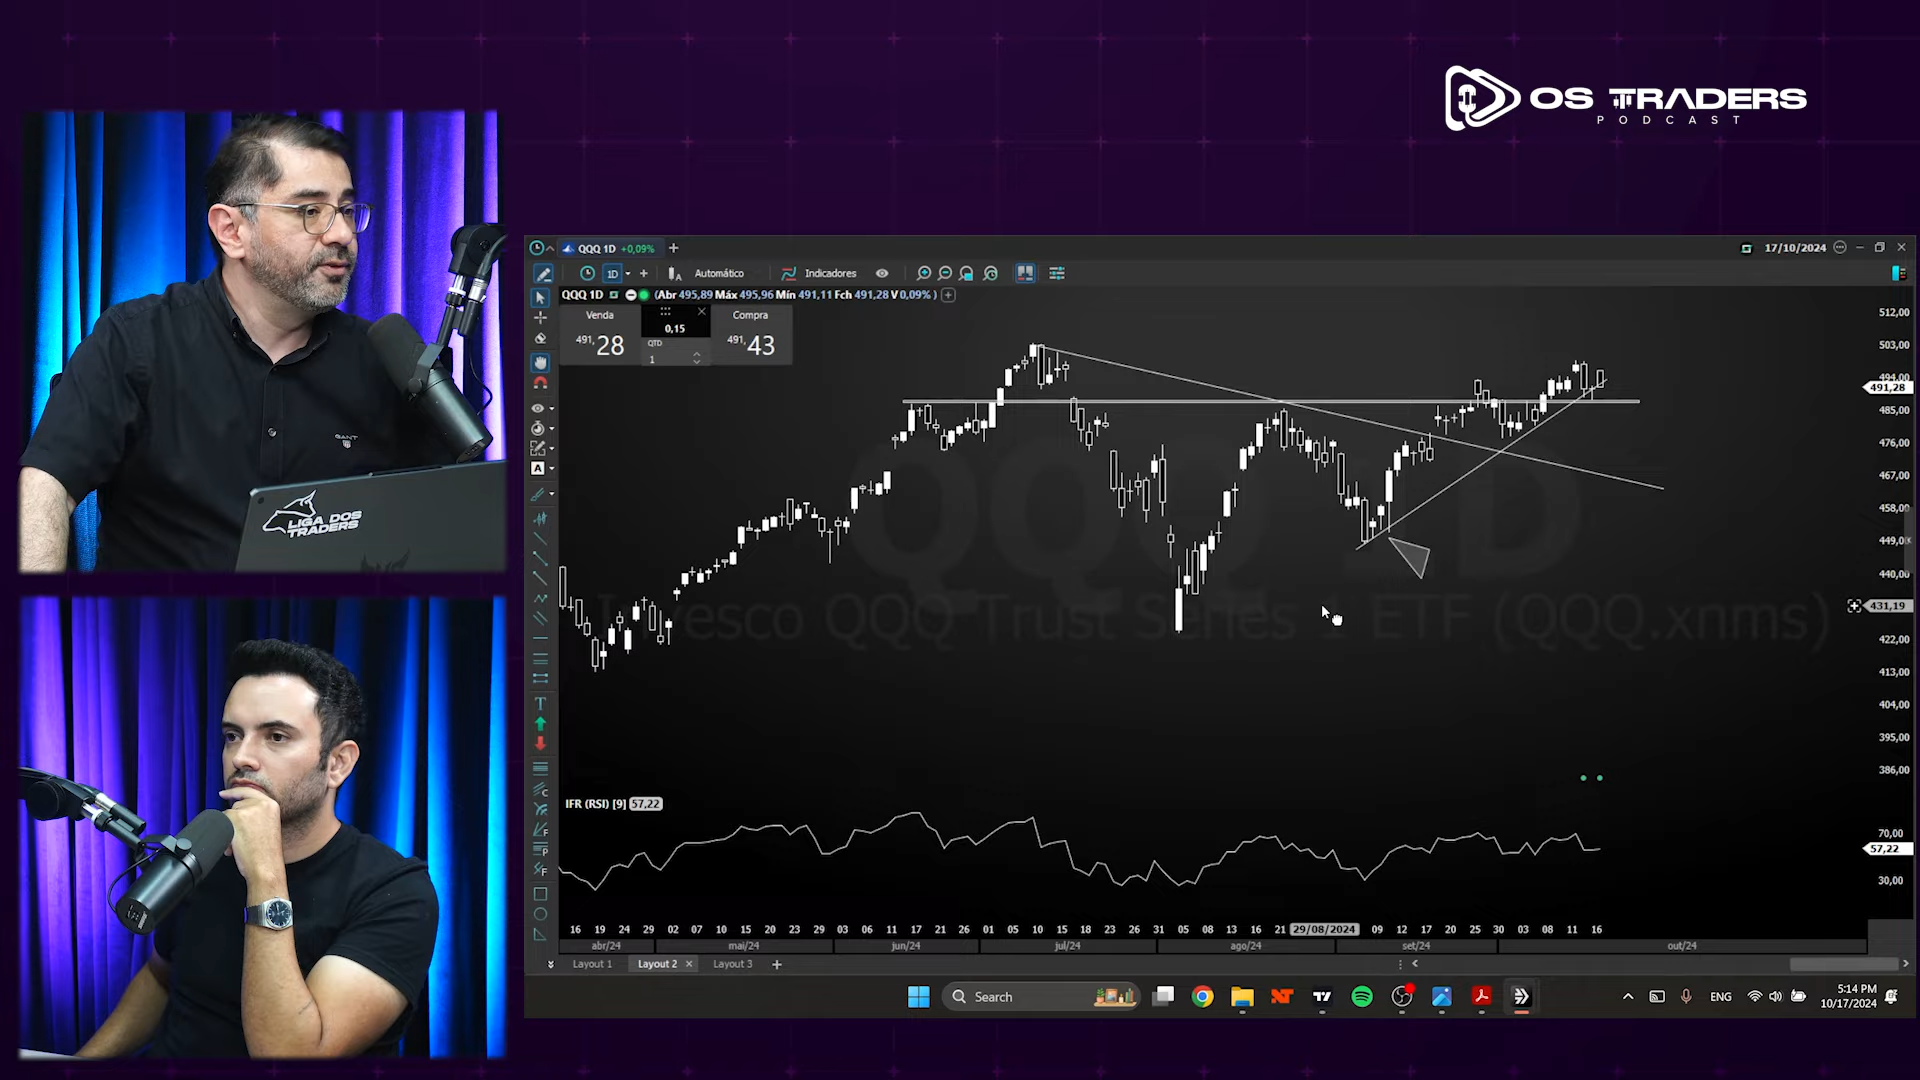 OS TRADERS
PODCAST
GANT
LIGA DOS
TRADERS
QQQ 1D +0,09%
17/10/2024
1D Automático Indicadores
QQQ 1D (Abr 495,89 Máx 495,96 Mín 491,11 Fch 491,28 V 0,09% )
Venda Compra
0,15
491,28 QTD 491,43
1
512,00
503,00
494,00
491,28
485,00
476,00
467,00
458,00
449,00
440,00
431,19
422,00
413,00
404,00
395,00
386,00
QQQ 1D
Invesco QQQ Trust Series 1 ETF (QQQ.xnms)
IFR (RSI) [9] 57,22
70,00
57,22
30,00
16 19 24 29 02 07 10 15 20 23 29 03 06 11 17 21 26 01 05 10 15 18 23 26 31 05 08 13 16 21 29/08/2024 09 12 17 20 25 30 03 08 11 16
abr/24 mai/24 jun/24 jul/24 ago/24 set/24 out/24
Layout 1 Layout 2 Layout 3
Search
ENG
5:14 PM
10/17/2024